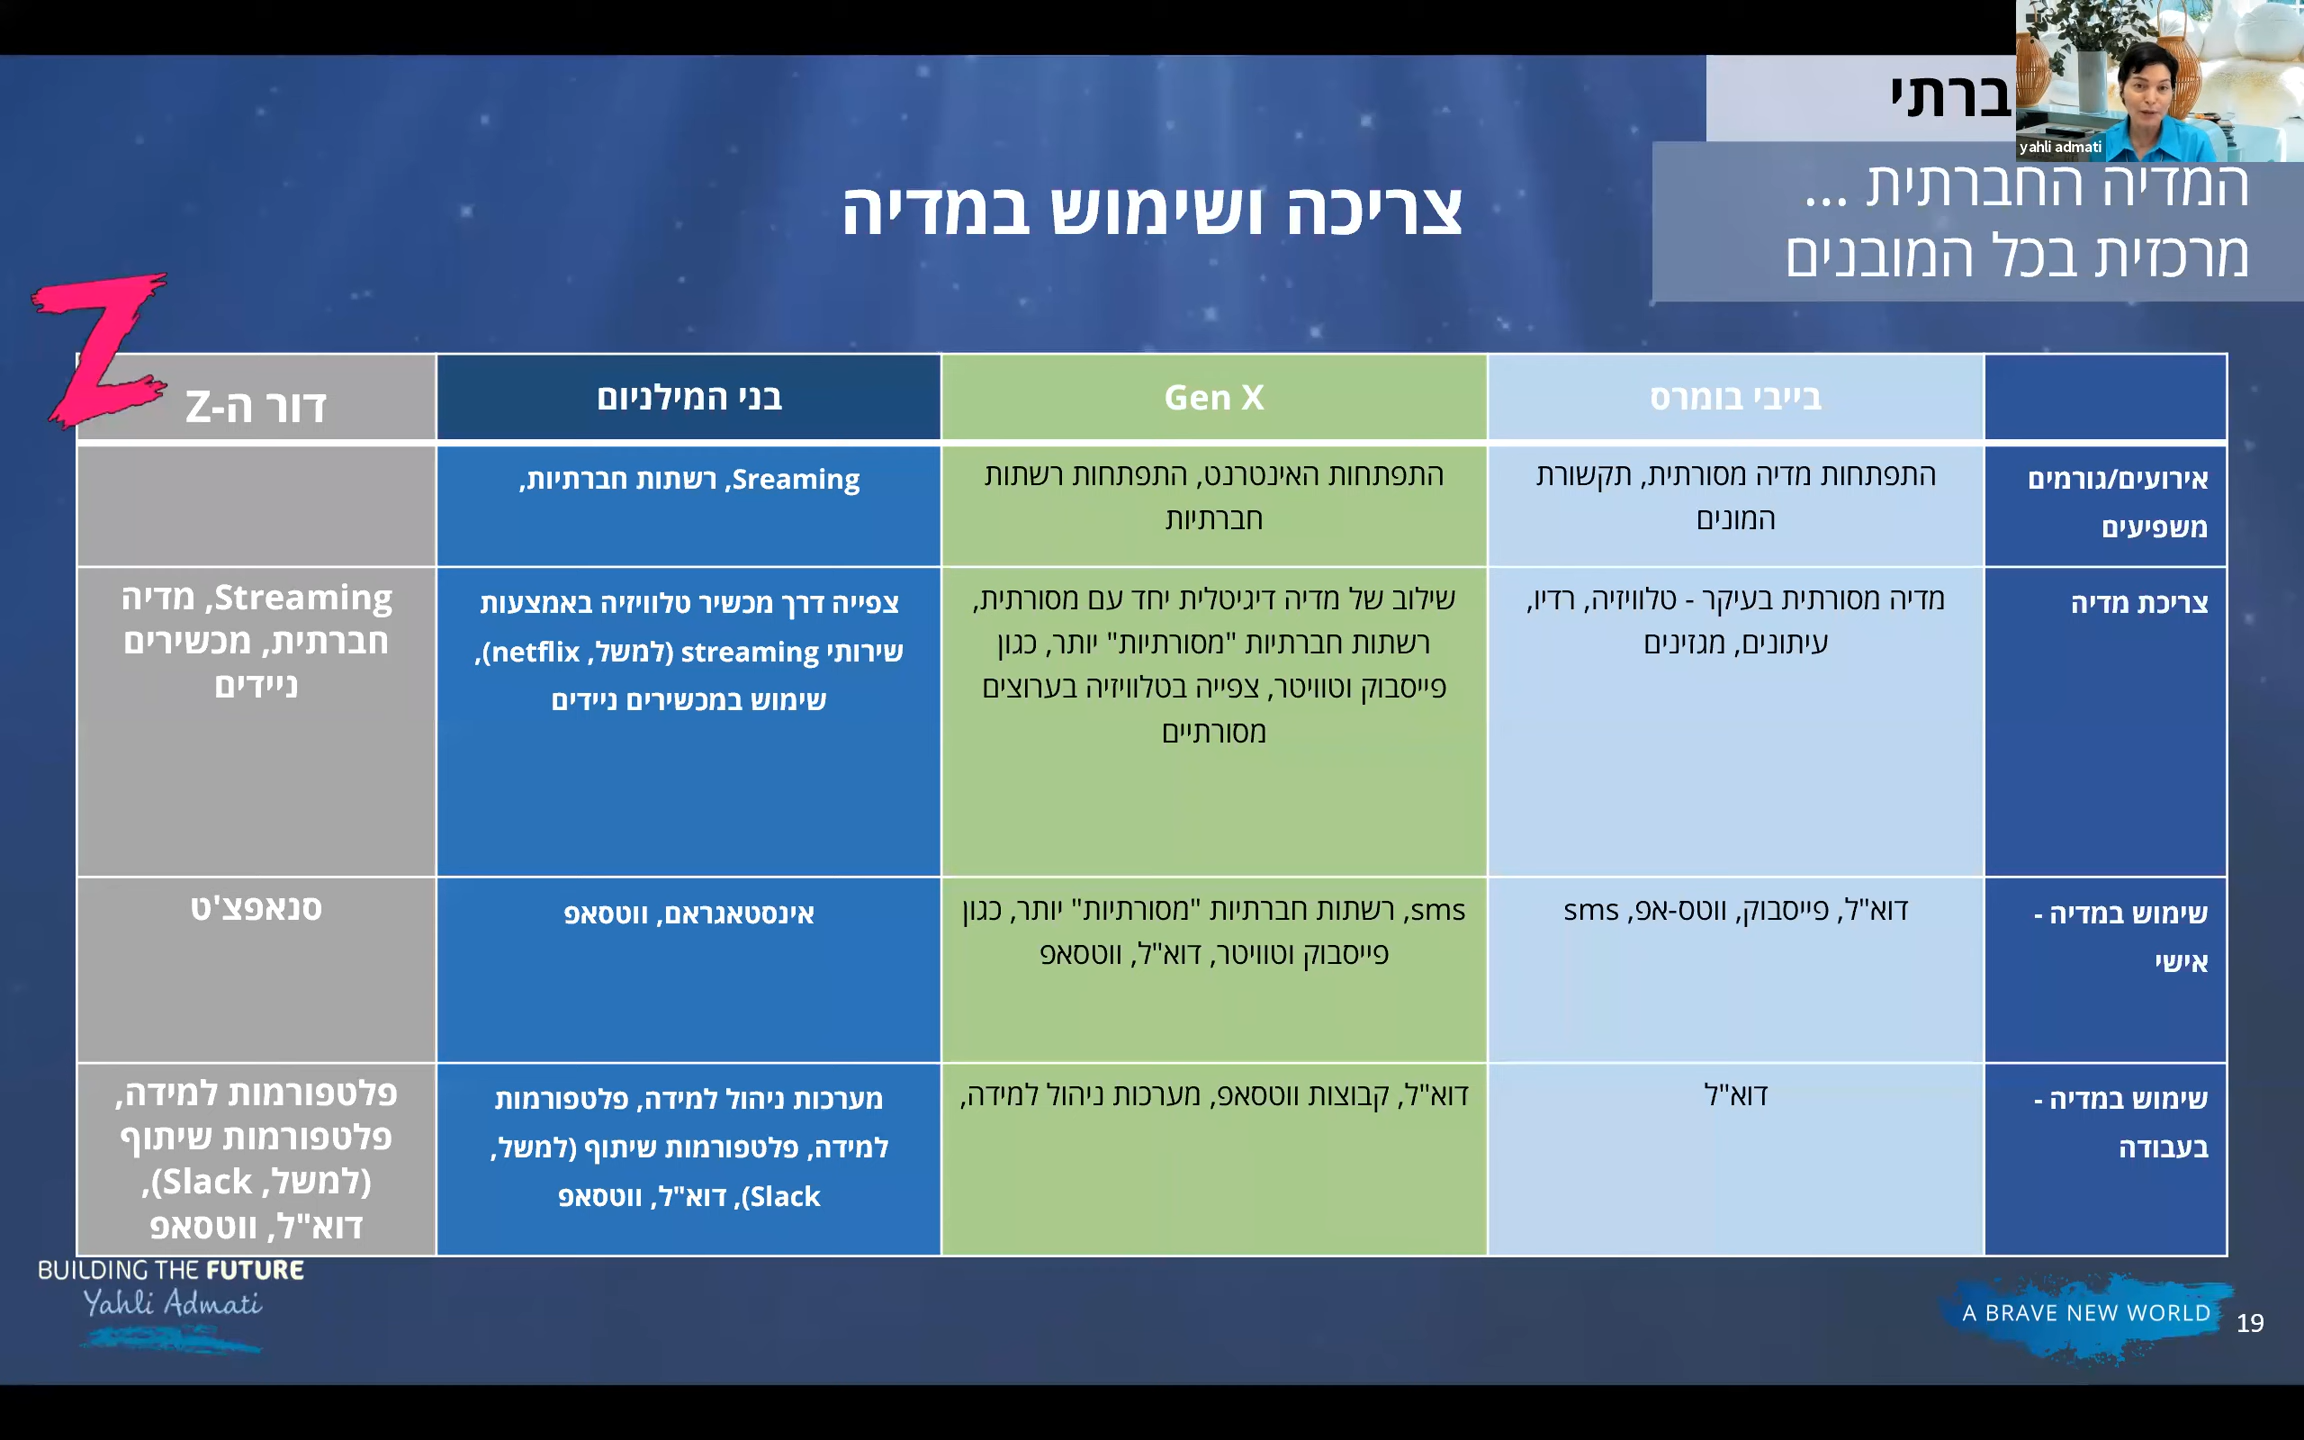 ברתי
yahli admati
המדיה החברתית ...
מרכזית בכל המובנים
צריכה ושימוש במדיה
Z
בייבי בומרס
Gen X
בני המילניום
דור ה-Z
אירועים/גורמים
משפיעים
התפתחות מדיה מסורתית, תקשורת
המונים
התפתחות האינטרנט, התפתחות רשתות
חברתיות
Sreaming, רשתות חברתיות,
צריכת מדיה
מדיה מסורתית בעיקר - טלוויזיה, רדיו,
עיתונים, מגזינים
שילוב של מדיה דיגיטלית יחד עם מסורתית,
רשתות חברתיות "מסורתיות" יותר, כגון
פייסבוק וטוויטר, צפייה בטלוויזיה בערוצים
מסורתיים
צפייה דרך מכשיר טלוויזיה באמצעות
שירותי streaming (למשל, netflix),
שימוש במכשירים ניידים
Streaming, מדיה
חברתית, מכשירים
ניידים
שימוש במדיה -
אישי
דוא"ל, פייסבוק, ווטס-אפ, sms
sms, רשתות חברתיות "מסורתיות" יותר, כגון
פייסבוק וטוויטר, דוא"ל, ווטסאפ
אינסטאגראם, ווטסאפ
סנאפצ'ט
שימוש במדיה -
בעבודה
דוא"ל
דוא"ל, קבוצות ווטסאפ, מערכות ניהול למידה,
מערכות ניהול למידה, פלטפורמות
למידה, פלטפורמות שיתוף (למשל,
Slack), דוא"ל, ווטסאפ
פלטפורמות למידה,
פלטפורמות שיתוף
(למשל, Slack),
דוא"ל, ווטסאפ
BUILDING THE FUTURE
Yahli Admati
A BRAVE NEW WORLD
19